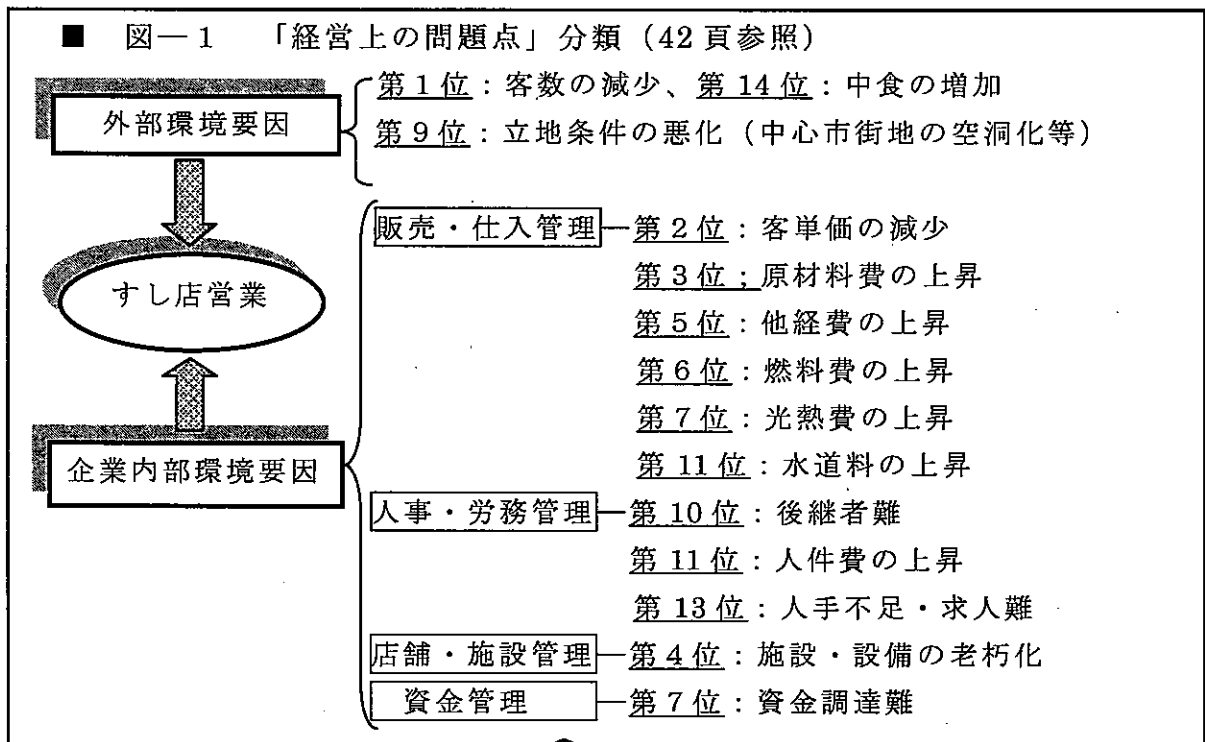 ■ 図―1 「経営上の問題点」分類（42頁参照）
外部環境要因
第1位：客数の減少、第14位：中食の増加
第9位：立地条件の悪化（中心市街地の空洞化等）
すし店営業
企業内部環境要因
販売・仕入管理
第2位：客単価の減少
第3位；原材料費の上昇
第5位：他経費の上昇
第6位：燃料費の上昇
第7位：光熱費の上昇
第11位：水道料の上昇
人事・労務管理
第10位：後継者難
第11位：人件費の上昇
第13位：人手不足・求人難
店舗・施設管理
第4位：施設・設備の老朽化
資金管理
第7位：資金調達難